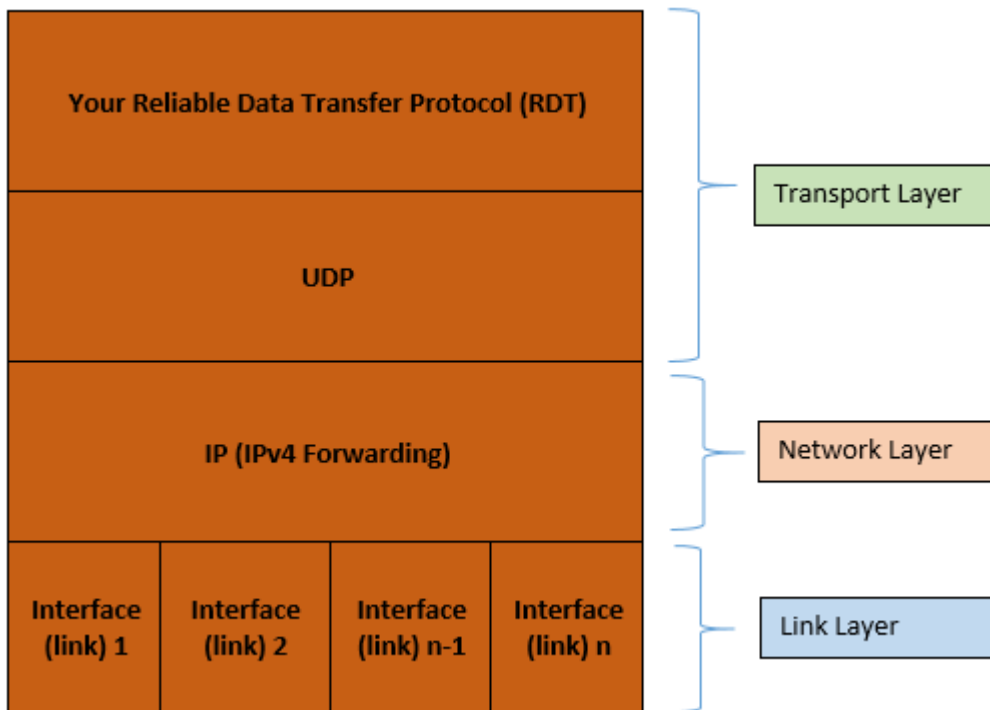 Your Reliable Data Transfer Protocol (RDT)
Transport Layer
UDP
IP (IPv4 Forwarding)
Network Layer
Interface
(link) 1
Interface
(link) 2
Interface
(link) n-1
Interface
(link) n
Link Layer